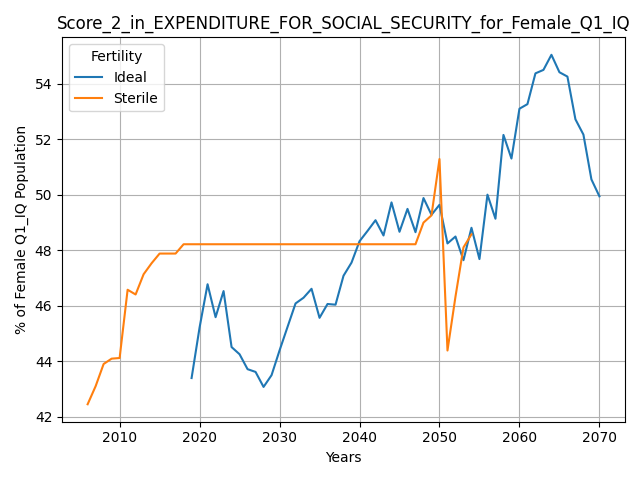 Score_2_in_EXPENDITURE_FOR_SOCIAL_SECURITY_for_Female_Q1_IQ
Fertility
Ideal
Sterile
% of Female Q1_IQ Population
54
52
50
48
46
44
42
2010 2020 2030 2040 2050 2060 2070
Years